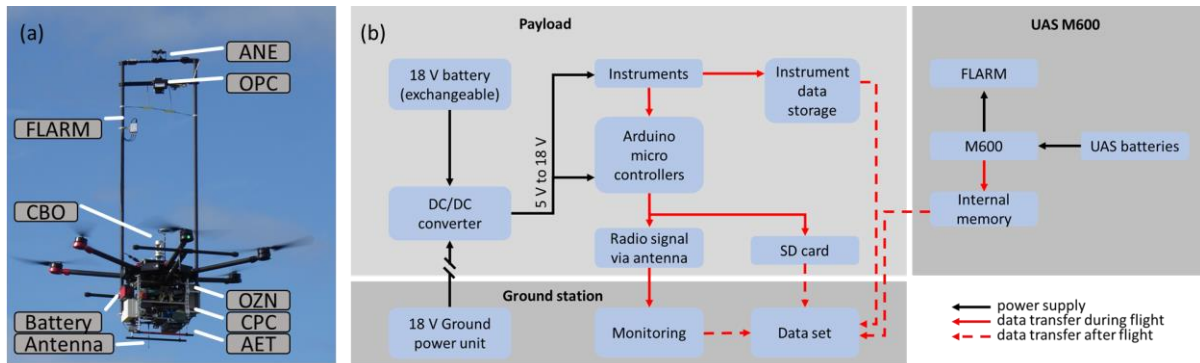 (a)
ANE
OPC
FLARM
CBO
OZN
Battery
CPC
Antenna
AET
(b)
Payload
18 V battery
(exchangeable)
Instruments
Instrument
data
storage
Arduino
micro
controllers
5 V to 18 V
DC/DC
converter
Radio signal
via antenna
SD card
Ground station
18 V Ground
power unit
Monitoring
Data set
UAS M600
FLARM
M600
UAS batteries
Internal
memory
power supply
data transfer during flight
data transfer after flight